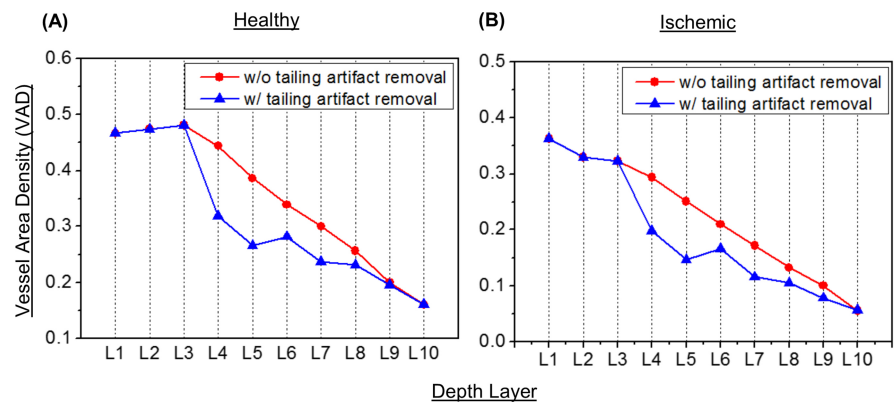 (A)
Healthy
Vessel Area Density (VAD)
0.6
0.5
0.4
0.3
0.2
0.1
w/o tailing artifact removal
w/ tailing artifact removal
L1 L2 L3 L4 L5 L6 L7 L8 L9 L10
(B)
Ischemic
0.5
0.4
0.3
0.2
0.1
0.0
w/o tailing artifact removal
w/ tailing artifact removal
L1 L2 L3 L4 L5 L6 L7 L8 L9 L10
Depth Layer